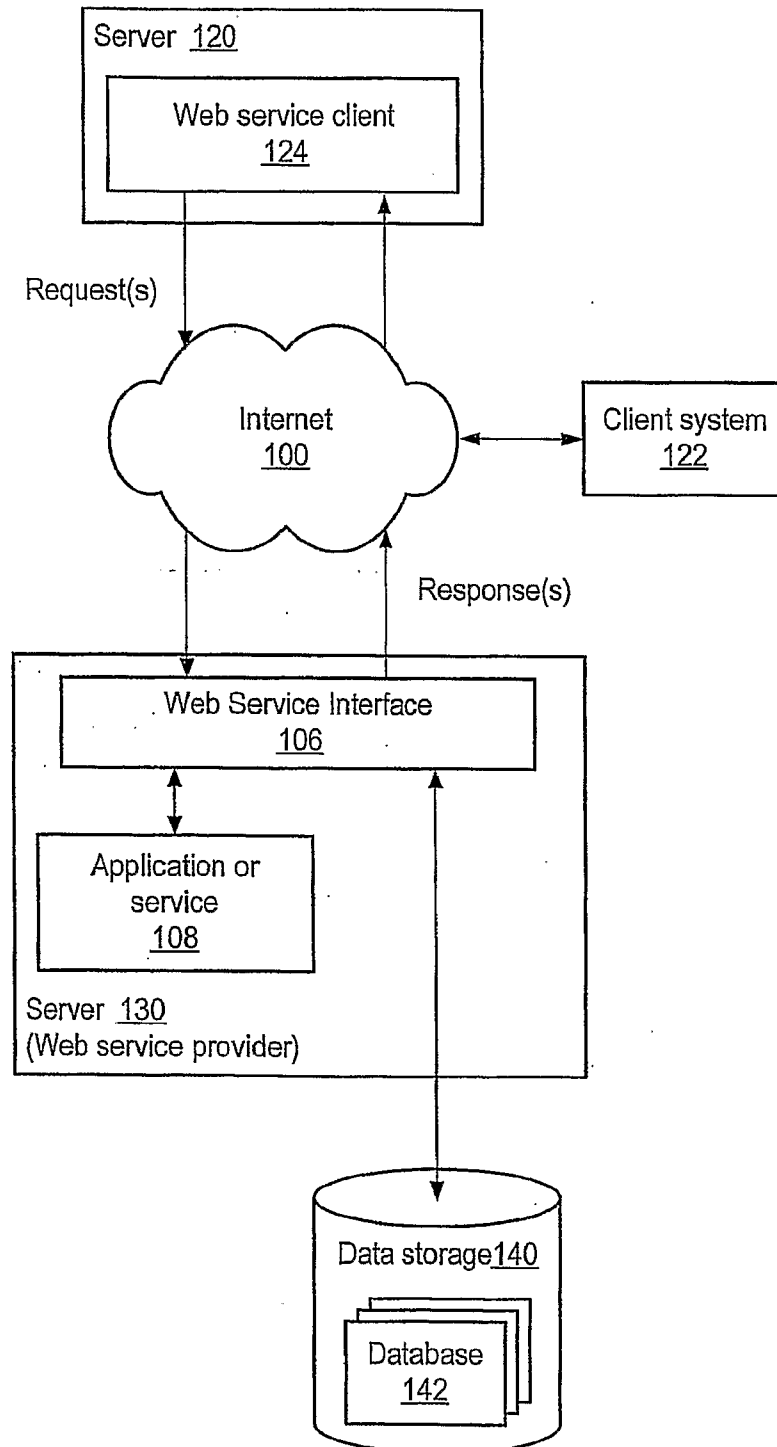 Server 120
Web service client
124
Request(s)
Internet
100
Client system
122
Response(s)
Web Service Interface
106
Application or
service
108
Server 130
(Web service provider)
Data storage140
Database
142